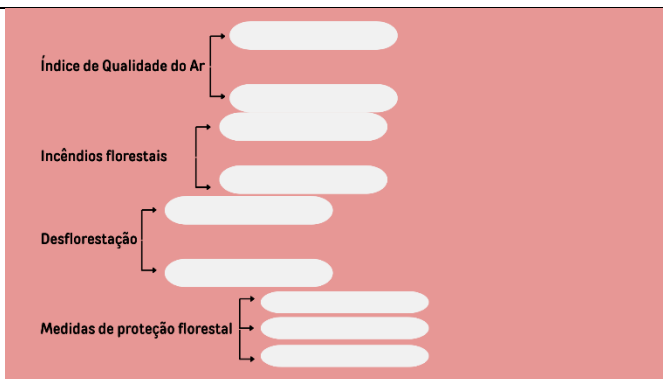 Índice de Qualidade do Ar
Incêndios florestais
Desflorestação
Medidas de proteção florestal